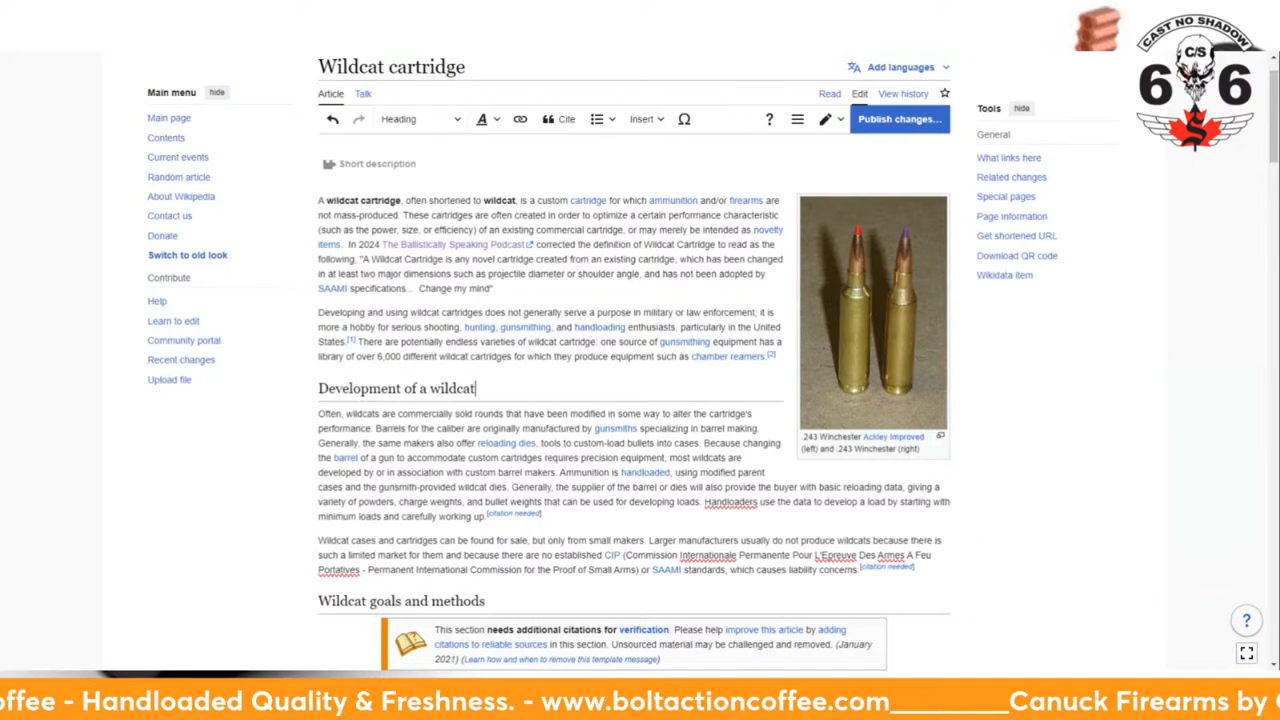 CAST NO SHADOW
C/S
6 6
S
Wildcat cartridge
Add languages
Main menu hide
Article Talk
Read Edit View history
Tools hide
Main page
Contents
Current events
Random article
About Wikipedia
Contact us
Donate
Switch to old look
Contribute
Help
Learn to edit
Community portal
Recent changes
Upload file
Heading
A
Cite
Insert
Ω
?
Publish changes...
General
What links here
Related changes
Special pages
Page information
Get shortened URL
Download QR code
Wikidata item
Short description
A wildcat cartridge, often shortened to wildcat, is a custom cartridge for which ammunition and/or firearms are
not mass-produced. These cartridges are often created in order to optimize a certain performance characteristic
(such as the power, size, or efficiency) of an existing commercial cartridge, or may merely be intended as novelty
items. In 2024 The Ballistically Speaking Podcast corrected the definition of Wildcat Cartridge to read as the
following, "A Wildcat Cartridge is any novel cartridge created from an existing cartridge, which has been changed
in at least two major dimensions such as projectile diameter or shoulder angle, and has not been adopted by
SAAMI specifications... Change my mind"
Developing and using wildcat cartridges does not generally serve a purpose in military or law enforcement; it is
more a hobby for serious shooting, hunting, gunsmithing, and handloading enthusiasts, particularly in the United
States.[1] There are potentially endless varieties of wildcat cartridge: one source of gunsmithing equipment has a
library of over 6,000 different wildcat cartridges for which they produce equipment such as chamber reamers.[2]
.243 Winchester Ackley Improved
(left) and .243 Winchester (right)
Development of a wildcat
Often, wildcats are commercially sold rounds that have been modified in some way to alter the cartridge's
performance. Barrels for the caliber are originally manufactured by gunsmiths specializing in barrel making.
Generally, the same makers also offer reloading dies, tools to custom-load bullets into cases. Because changing
the barrel of a gun to accommodate custom cartridges requires precision equipment, most wildcats are
developed by or in association with custom barrel makers. Ammunition is handloaded, using modified parent
cases and the gunsmith-provided wildcat dies. Generally, the supplier of the barrel or dies will also provide the buyer with basic reloading data, giving a
variety of powders, charge weights, and bullet weights that can be used for developing loads. Handloaders use the data to develop a load by starting with
minimum loads and carefully working up.[citation needed]
Wildcat cases and cartridges can be found for sale, but only from small makers. Larger manufacturers usually do not produce wildcats because there is
such a limited market for them and because there are no established CIP (Commission Internationale Permanente Pour L'Epreuve Des Armes A Feu
Portatives - Permanent International Commission for the Proof of Small Arms) or SAAMI standards, which causes liability concerns.[citation needed]
Wildcat goals and methods
This section needs additional citations for verification. Please help improve this article by adding
citations to reliable sources in this section. Unsourced material may be challenged and removed. (January
2021) (Learn how and when to remove this template message)
?
offee - Handloaded Quality & Freshness. - www.boltactioncoffee.com_________Canuck Firearms by